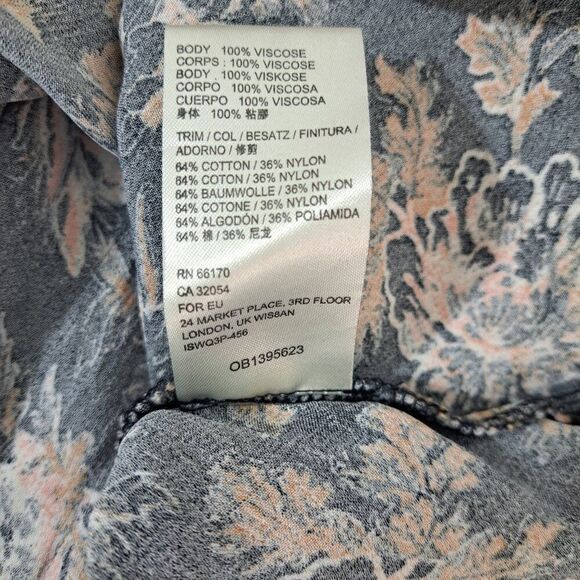 BODY 100% VISCOSE
CORPS : 100% VISCOSE
BODY . 100% VISKOSE
CORPO 100% VISCOSA
CUERPO 100% VISCOSA
身体 100% 粘膠
TRIM / COL / BESATZ / FINITURA /
ADORNO / 修剪
64% COTTON / 36% NYLON
64% COTON / 36% NYLON
64% BAUMWOLLE / 36% NYLON
64% COTONE / 36% NYLON
64% ALGODÓN / 36% POLIAMIDA
64% 棉 / 36% 尼龙
RN 66170
CA 32054
FOR EU
24 MARKET PLACE, 3RD FLOOR
LONDON, UK WIS8AN
ISWQ3P-456
OB1395623